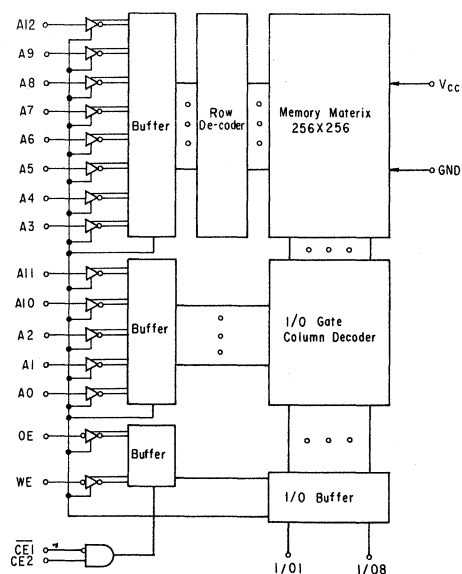 A12
A9
A8
A7
A6
A5
A4
A3
Buffer
Row
De-coder
Memory Materix
256X256
Vcc
GND
A11
A10
A2
A1
A0
Buffer
I/O Gate
Column Decoder
OE
WE
Buffer
I/O Buffer
CE1
CE2
I/O1
I/O8